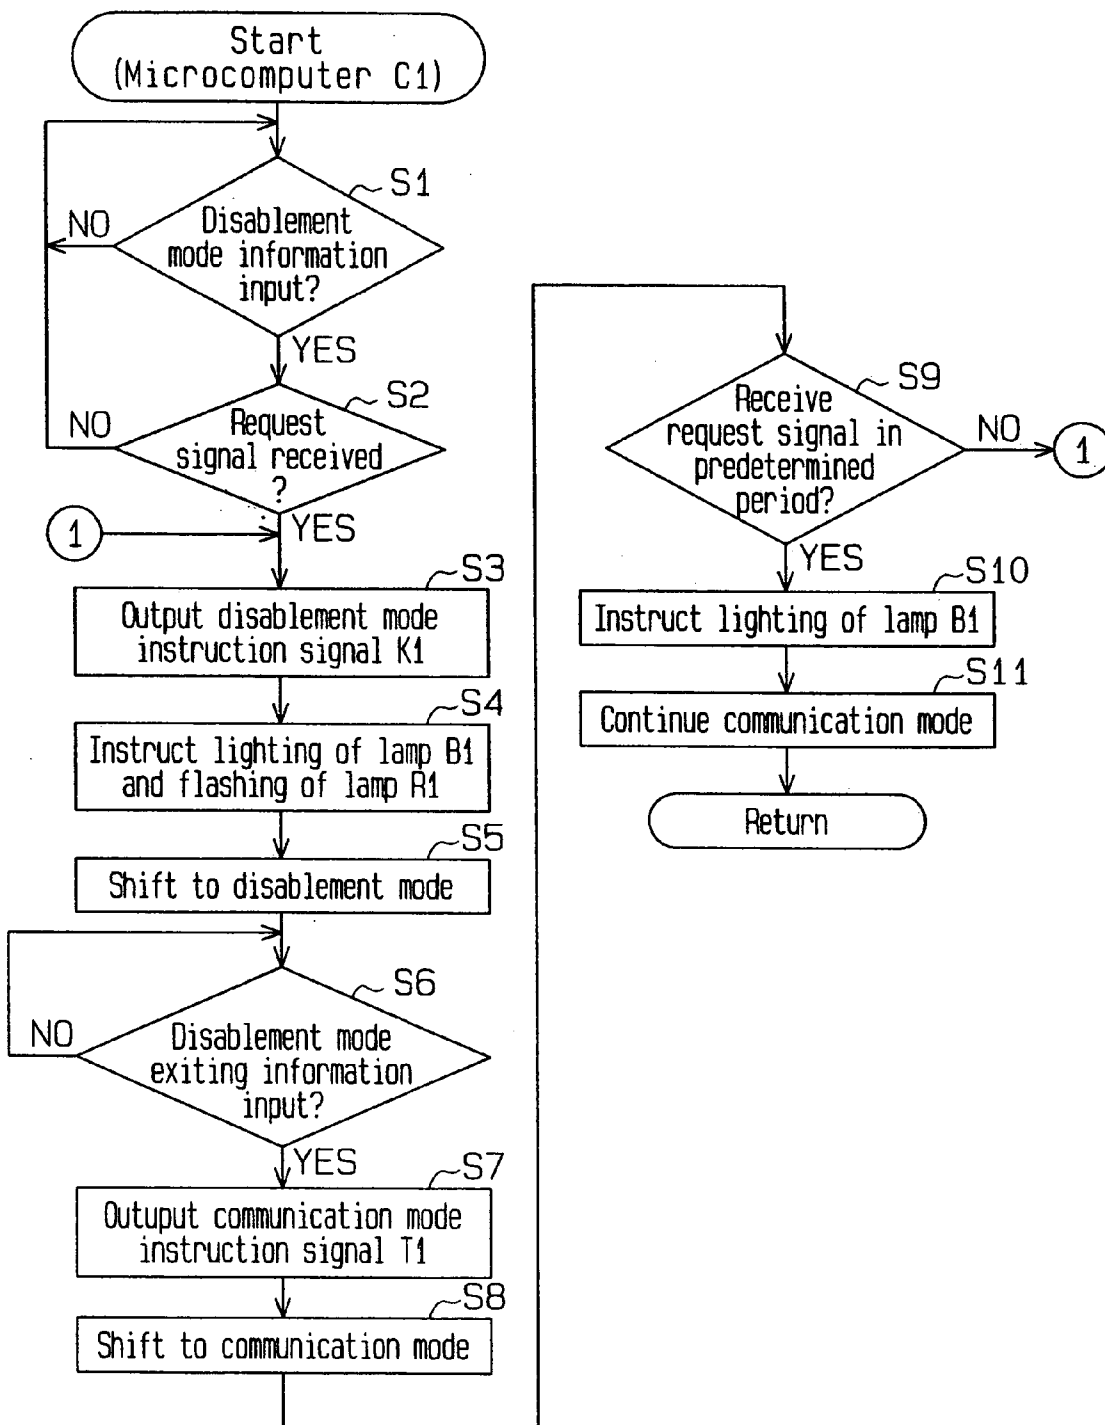 Start
(Microcomputer C1)
S1
NO
Disablement
mode information
input?
YES
S2
NO
Request
signal received
?
1
YES
S3
Output disablement mode
instruction signal K1
S4
Instruct lighting of lamp B1
and flashing of lamp R1
S5
Shift to disablement mode
S6
NO
Disablement mode
exiting information
input?
YES
S7
Outuput communication mode
instruction signal T1
S8
Shift to communication mode
S9
Receive
request signal in
predetermined
period?
NO
1
YES
S10
Instruct lighting of lamp B1
S11
Continue communication mode
Return